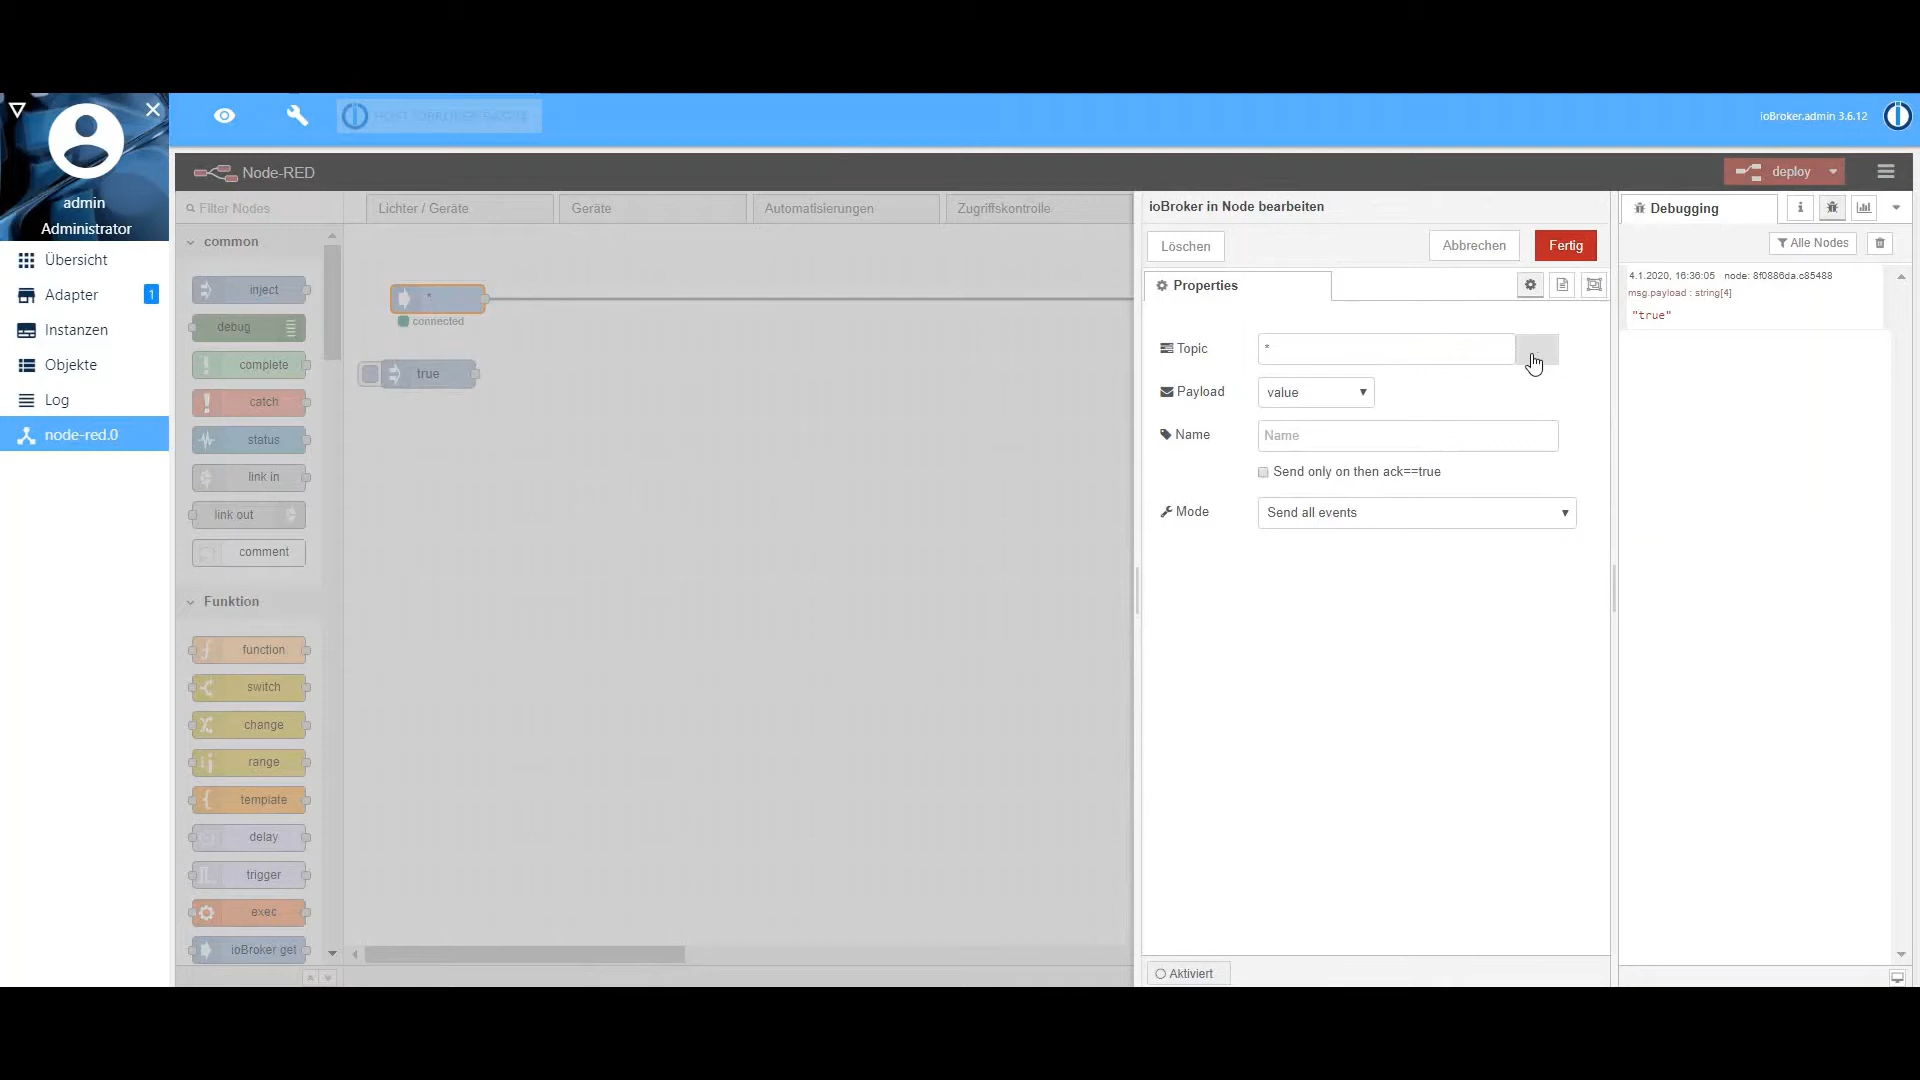 ioBroker.admin 3.6.12
HOST IOBROKER-RASPI
admin
Administrator
Übersicht
Adapter 1
Instanzen
Objekte
Log
node-red.0
Node-RED
deploy
Filter Nodes
common
inject
debug
complete
catch
status
link in
link out
comment
Funktion
function
switch
change
range
template
delay
trigger
exec
ioBroker get
Lichter / Geräte
Geräte
Automatisierungen
Zugriffskontrolle
*
connected
true
ioBroker in Node bearbeiten
Löschen
Abbrechen
Fertig
Properties
Topic
*
Payload
value
Name
Name
Send only on then ack==true
Mode
Send all events
Aktiviert
Debugging
i
Alle Nodes
4.1.2020, 16:36:05 node: 8f0886da.c85488
msg.payload : string[4]
"true"